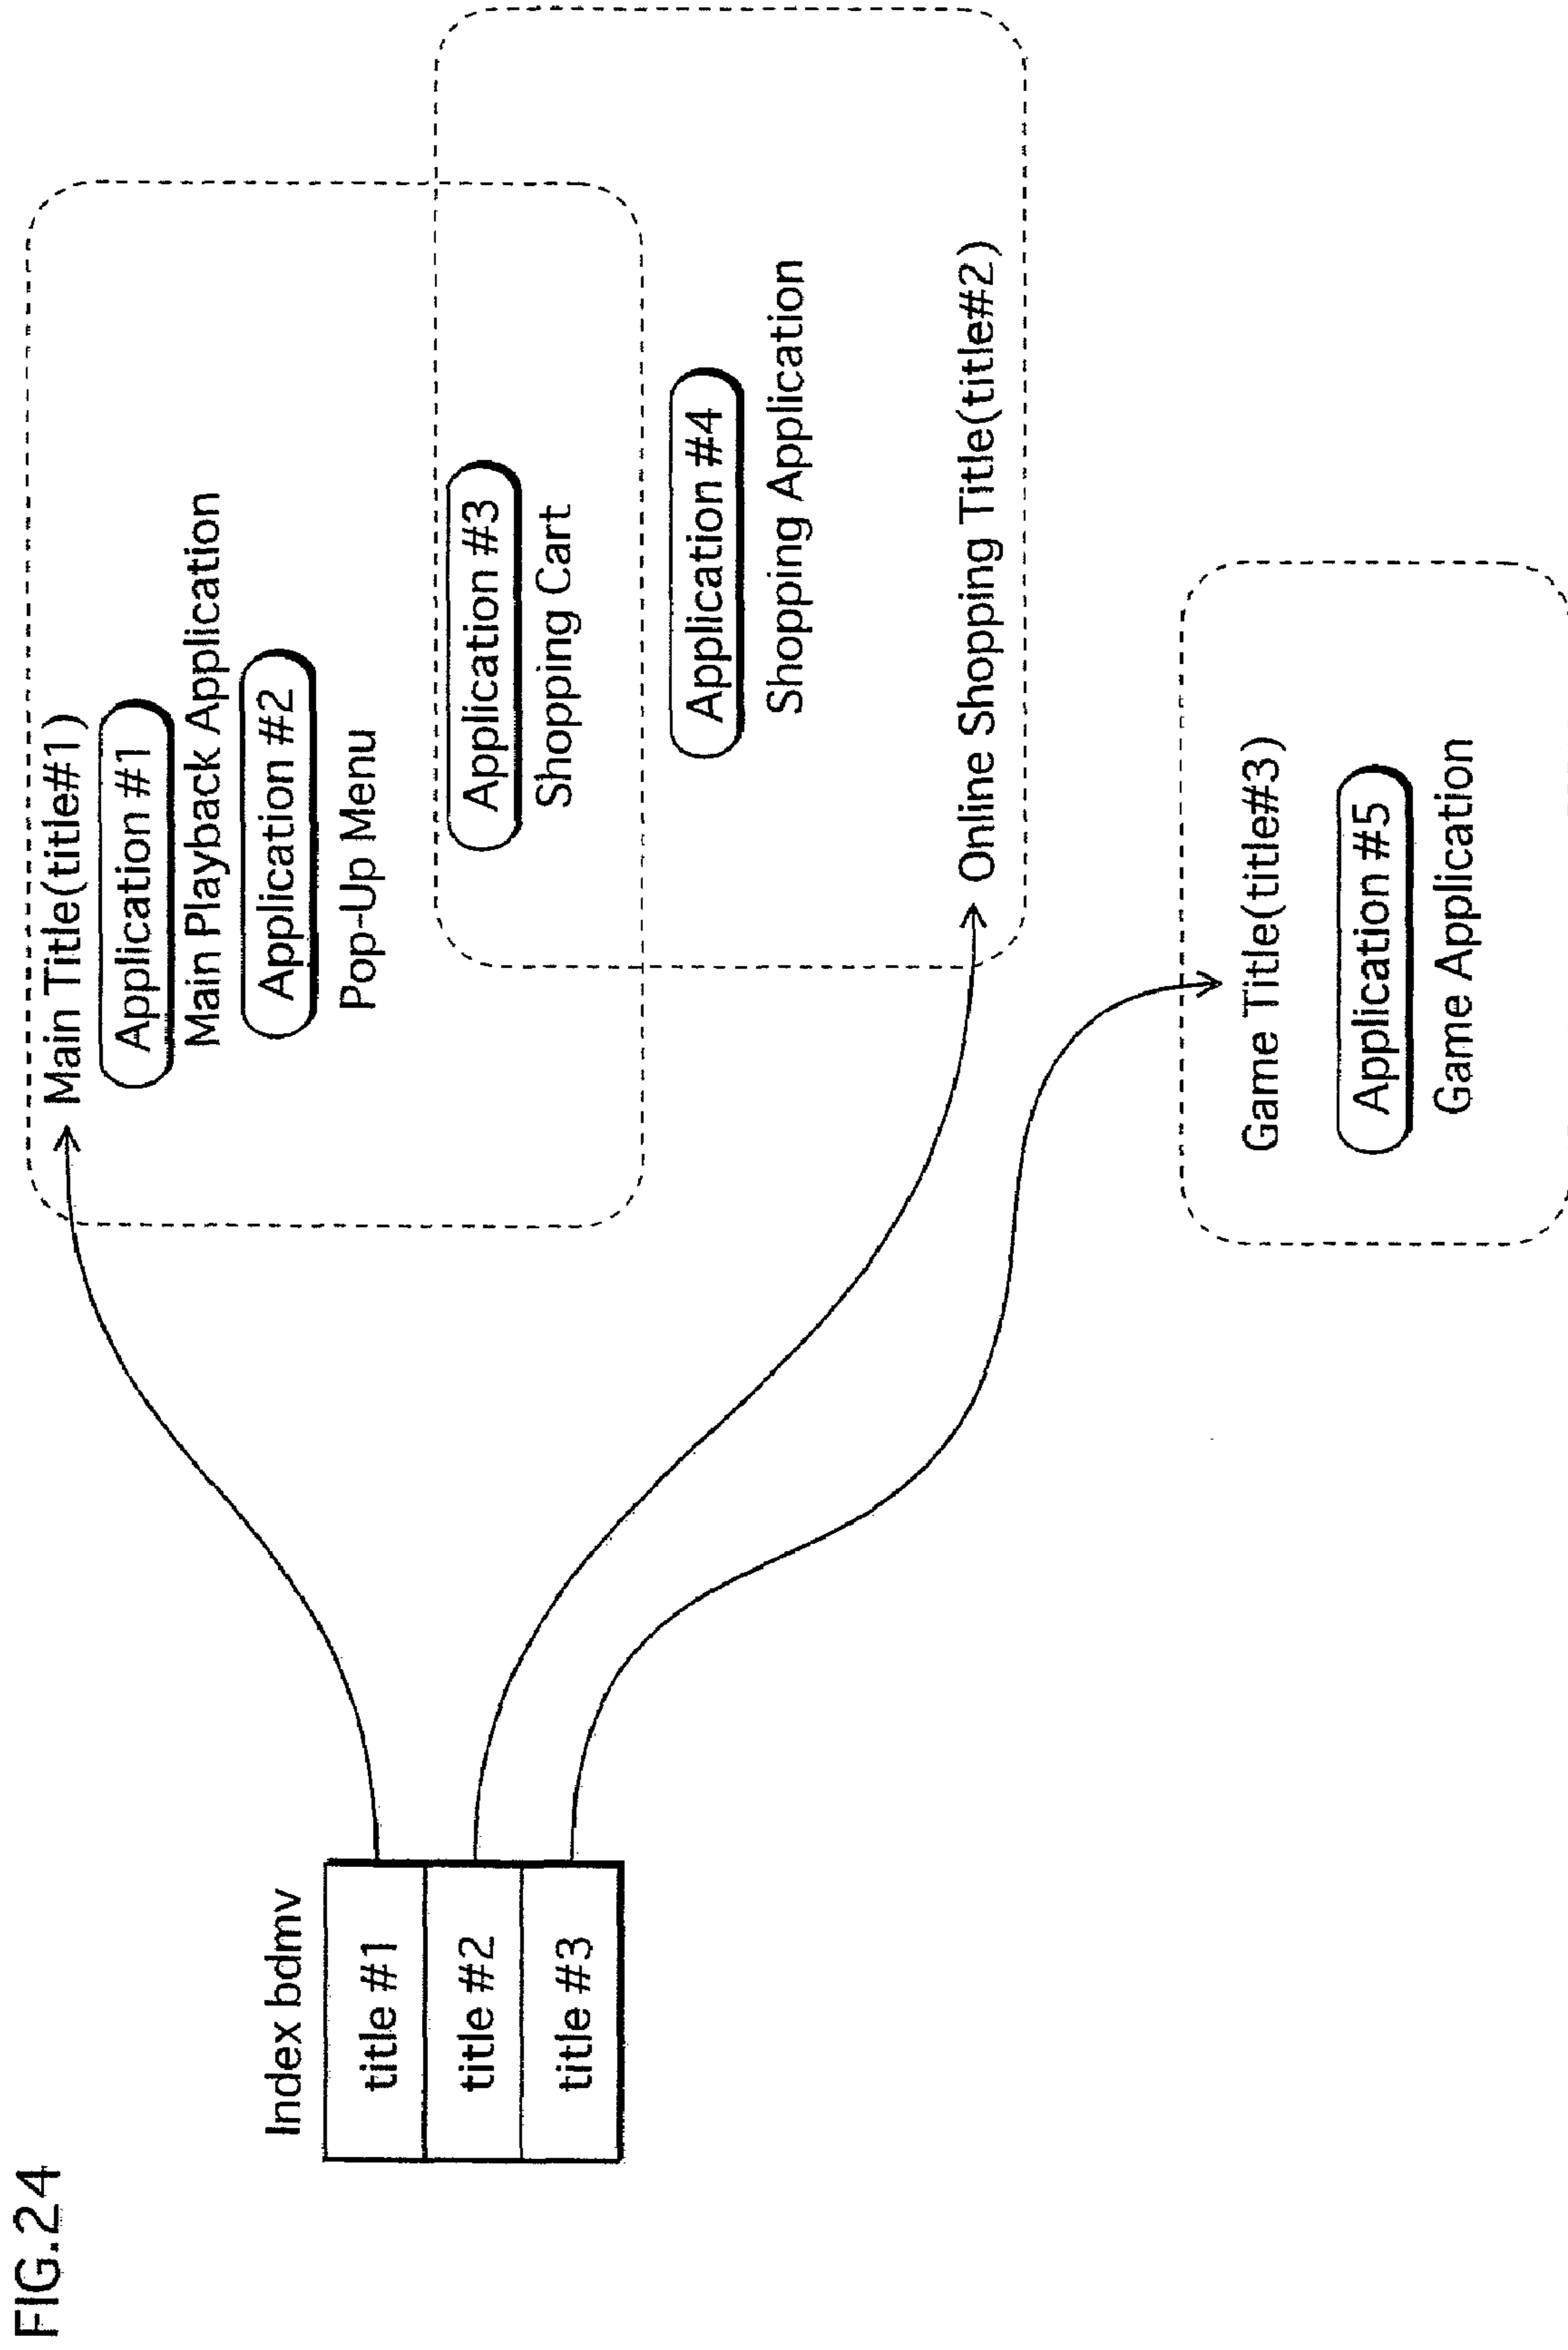 FIG.24
Index bdmv
title #1
title #2
title #3
Main Title(title#1)
Application #1
Main Playback Application
Application #2
Pop-Up Menu
Application #3
Shopping Cart
Application #4
Shopping Application
Online Shopping Title(title#2)
Game Title(title#3)
Application #5
Game Application